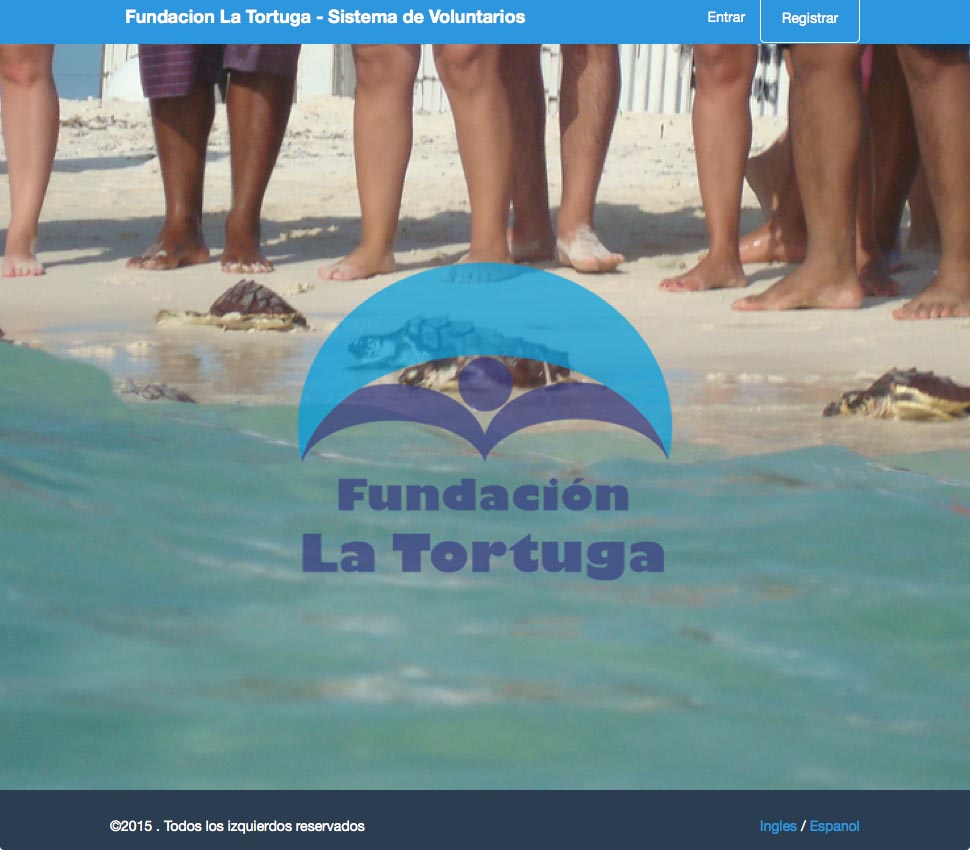 Fundacion La Tortuga - Sistema de Voluntarios
Entrar
Registrar
Fundación
La Tortuga
©2015 . Todos los izquierdos reservados
Ingles / Espanol